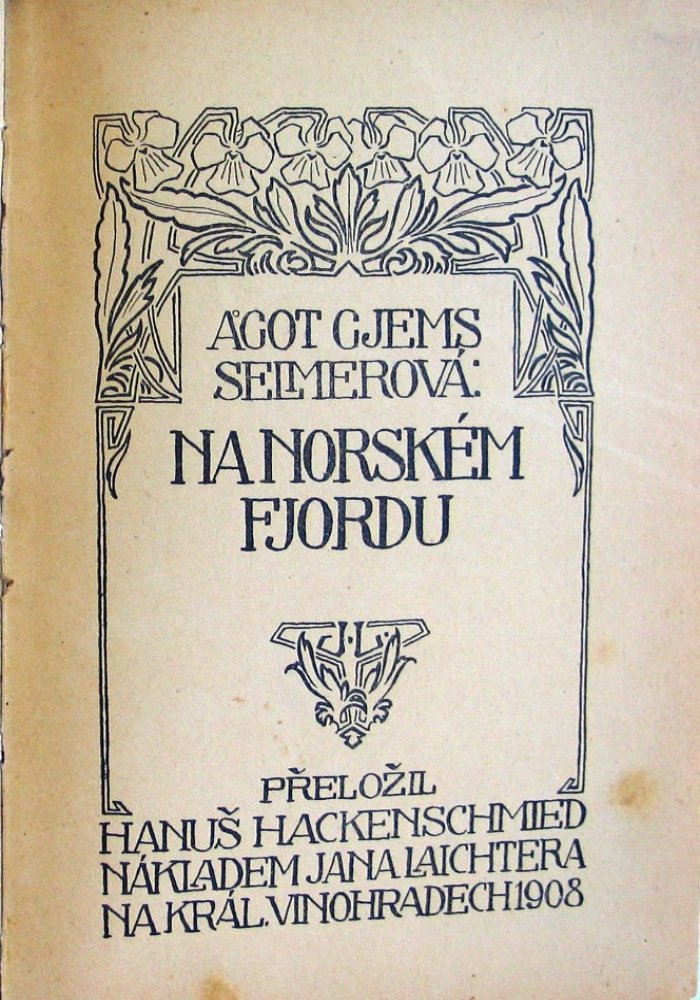 ÅGOT GJEMS
SELMEROVÁ:
NA NORSKÉM
FJORDU
J·L·
PŘELOŽIL
HANUŠ HACKENSCHMIED
NÁKLADEM JANA LAICHTERA
NA KRÁL. VINOHRADECH 1908